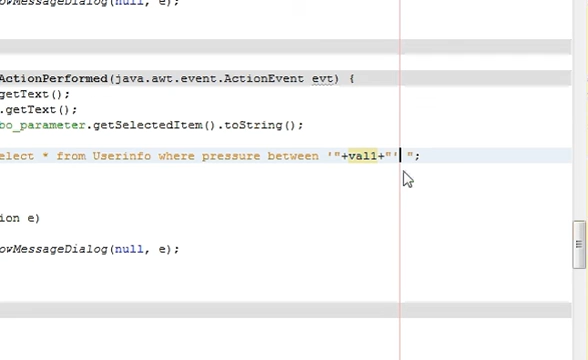 owMessageDialog(null, e);
ActionPerformed(java.awt.event.ActionEvent evt) {
getText();
.getText();
bo_parameter.getSelectedItem().toString();
elect * from Userinfo where pressure between '"+val1+"' ";
ion e)
owMessageDialog(null, e);